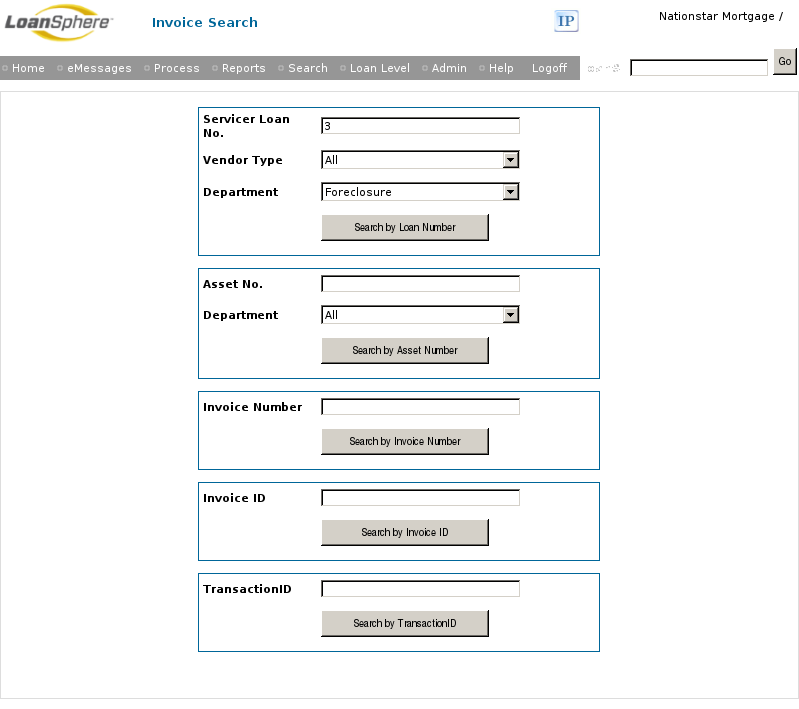 LoanSphere
Invoice Search
IP
Nationstar Mortgage /
Home eMessages Process Reports Search Loan Level Admin Help Logoff
Go
Servicer Loan
No.
3
Vendor Type
All
Department
Foreclosure
Search by Loan Number
Asset No.
Department
All
Search by Asset Number
Invoice Number
Search by Invoice Number
Invoice ID
Search by Invoice ID
TransactionID
Search by TransactionID